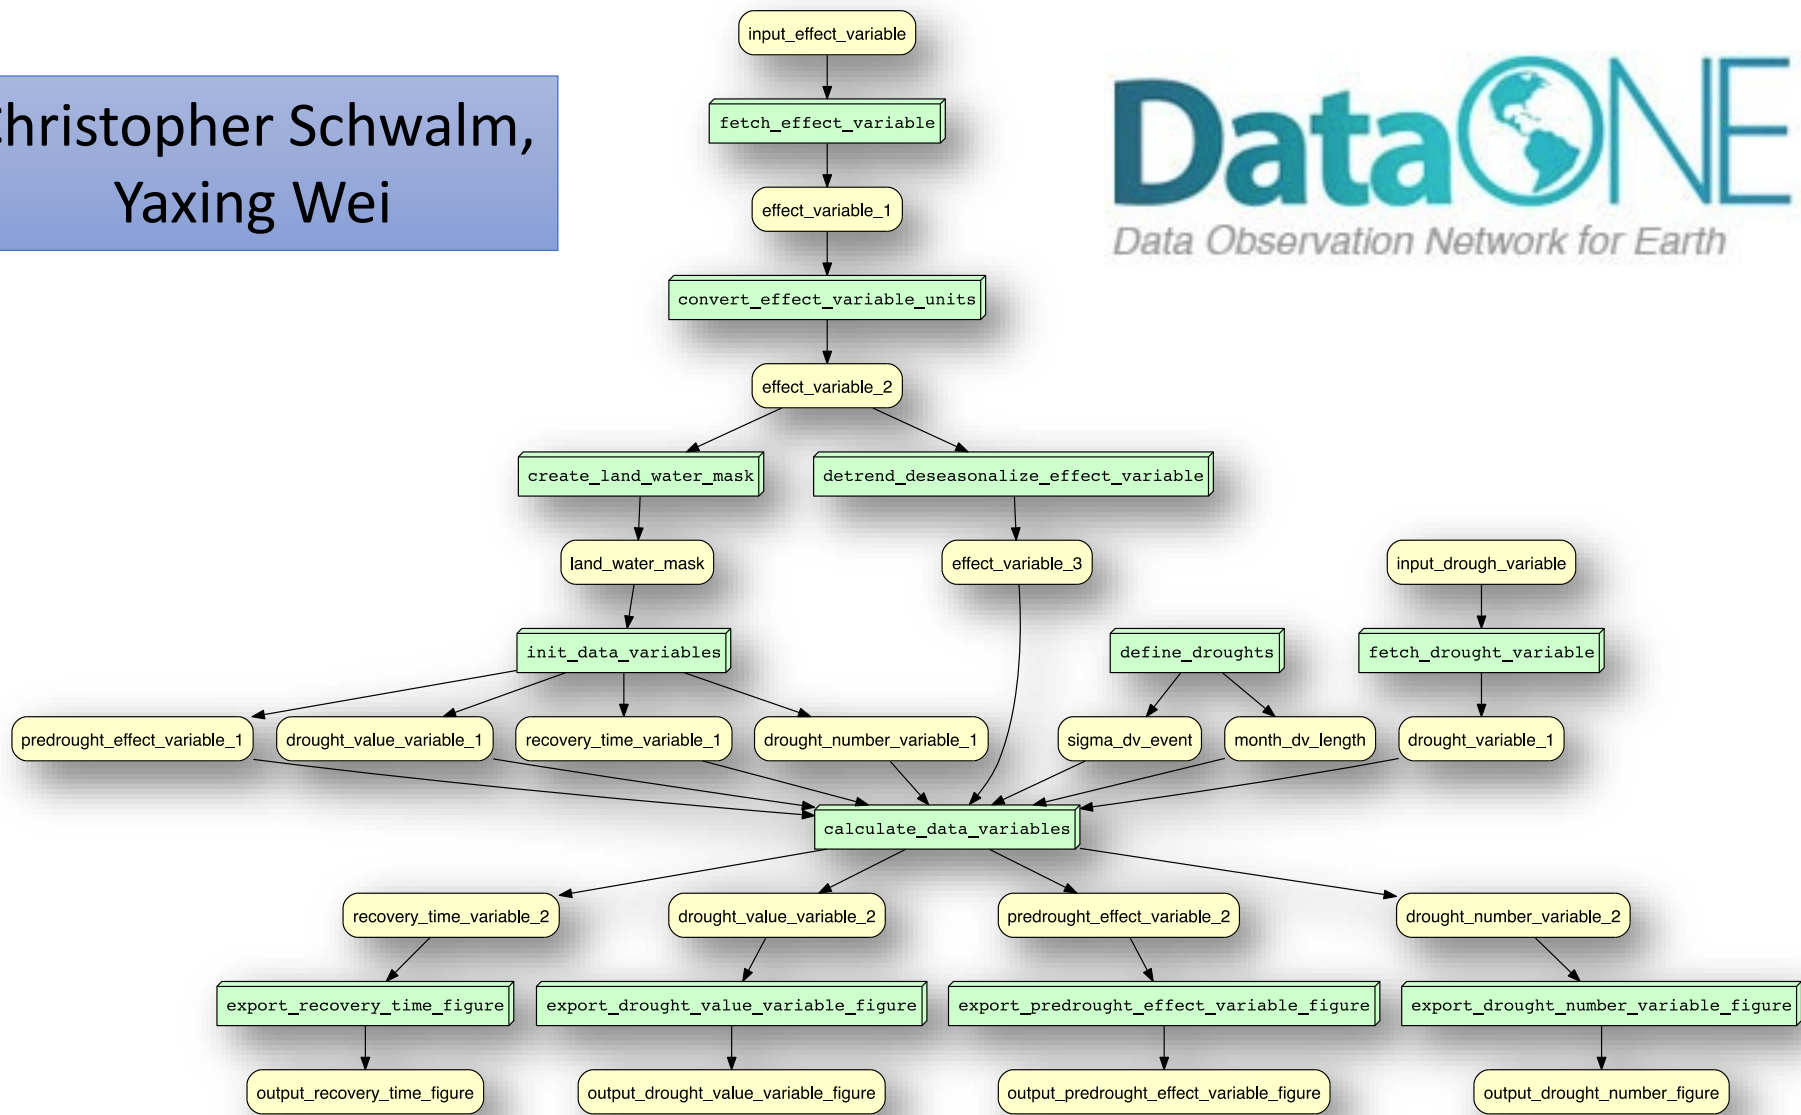 input_effect_variable
Christopher Schwalm,
Yaxing Wei
fetch_effect_variable
DataONE
Data Observation Network for Earth
effect_variable_1
convert_effect_variable_units
effect_variable_2
create_land_water_mask
detrend_deseasonalize_effect_variable
land_water_mask
effect_variable_3
input_drough_variable
init_data_variables
define_droughts
fetch_drought_variable
predrought_effect_variable_1
drought_value_variable_1
recovery_time_variable_1
drought_number_variable_1
sigma_dv_event
month_dv_length
drought_variable_1
calculate_data_variables
recovery_time_variable_2
drought_value_variable_2
predrought_effect_variable_2
drought_number_variable_2
export_recovery_time_figure
export_drought_value_variable_figure
export_predrought_effect_variable_figure
export_drought_number_variable_figure
output_recovery_time_figure
output_drought_value_variable_figure
output_predrought_effect_variable_figure
output_drought_number_figure